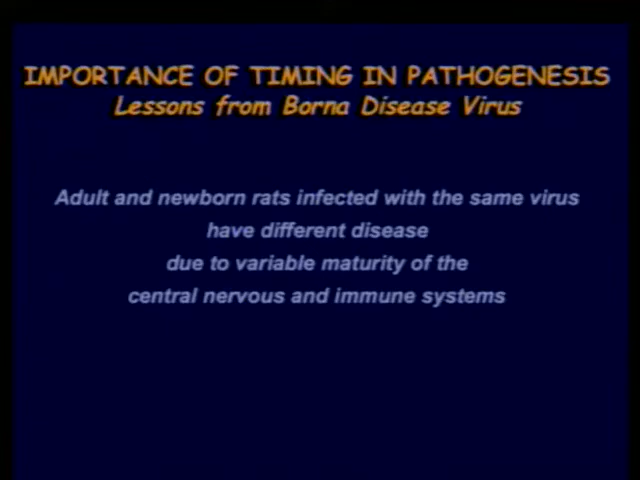 IMPORTANCE OF TIMING IN PATHOGENESIS
Lessons from Borna Disease Virus
Adult and newborn rats infected with the same virus
have different disease
due to variable maturity of the
central nervous and immune systems